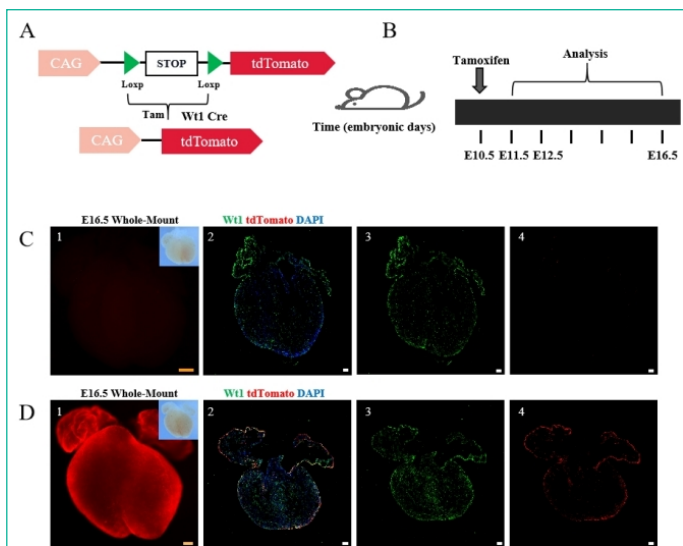 A
CAG
STOP
tdTomato
Loxp
Loxp
Tam
Wt1 Cre
CAG
tdTomato
B
Tamoxifen
Analysis
Time (embryonic days)
E10.5
E11.5
E12.5
E16.5
E16.5 Whole-Mount
Wt1 tdTomato DAPI
C
1
2
3
4
E16.5 Whole-Mount
Wt1 tdTomato DAPI
D
1
2
3
4